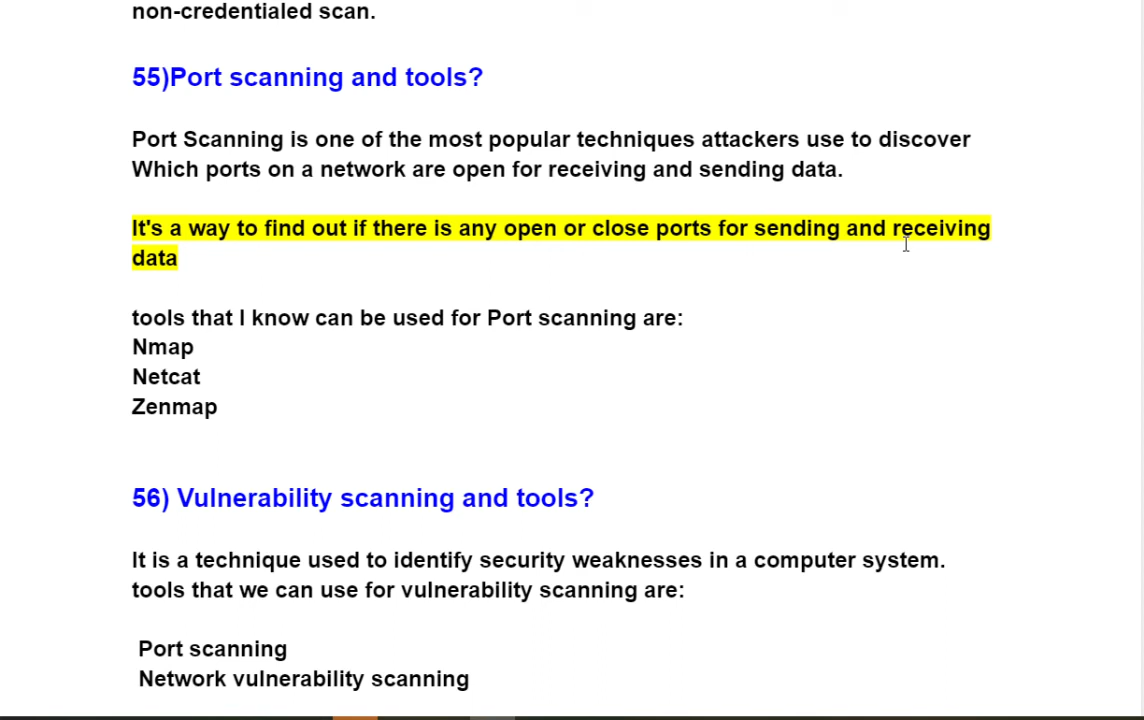 non-credentialed scan.
55)Port scanning and tools?
Port Scanning is one of the most popular techniques attackers use to discover
Which ports on a network are open for receiving and sending data.
It's a way to find out if there is any open or close ports for sending and receiving
data
tools that I know can be used for Port scanning are:
Nmap
Netcat
Zenmap
56) Vulnerability scanning and tools?
It is a technique used to identify security weaknesses in a computer system.
tools that we can use for vulnerability scanning are:
Port scanning
Network vulnerability scanning